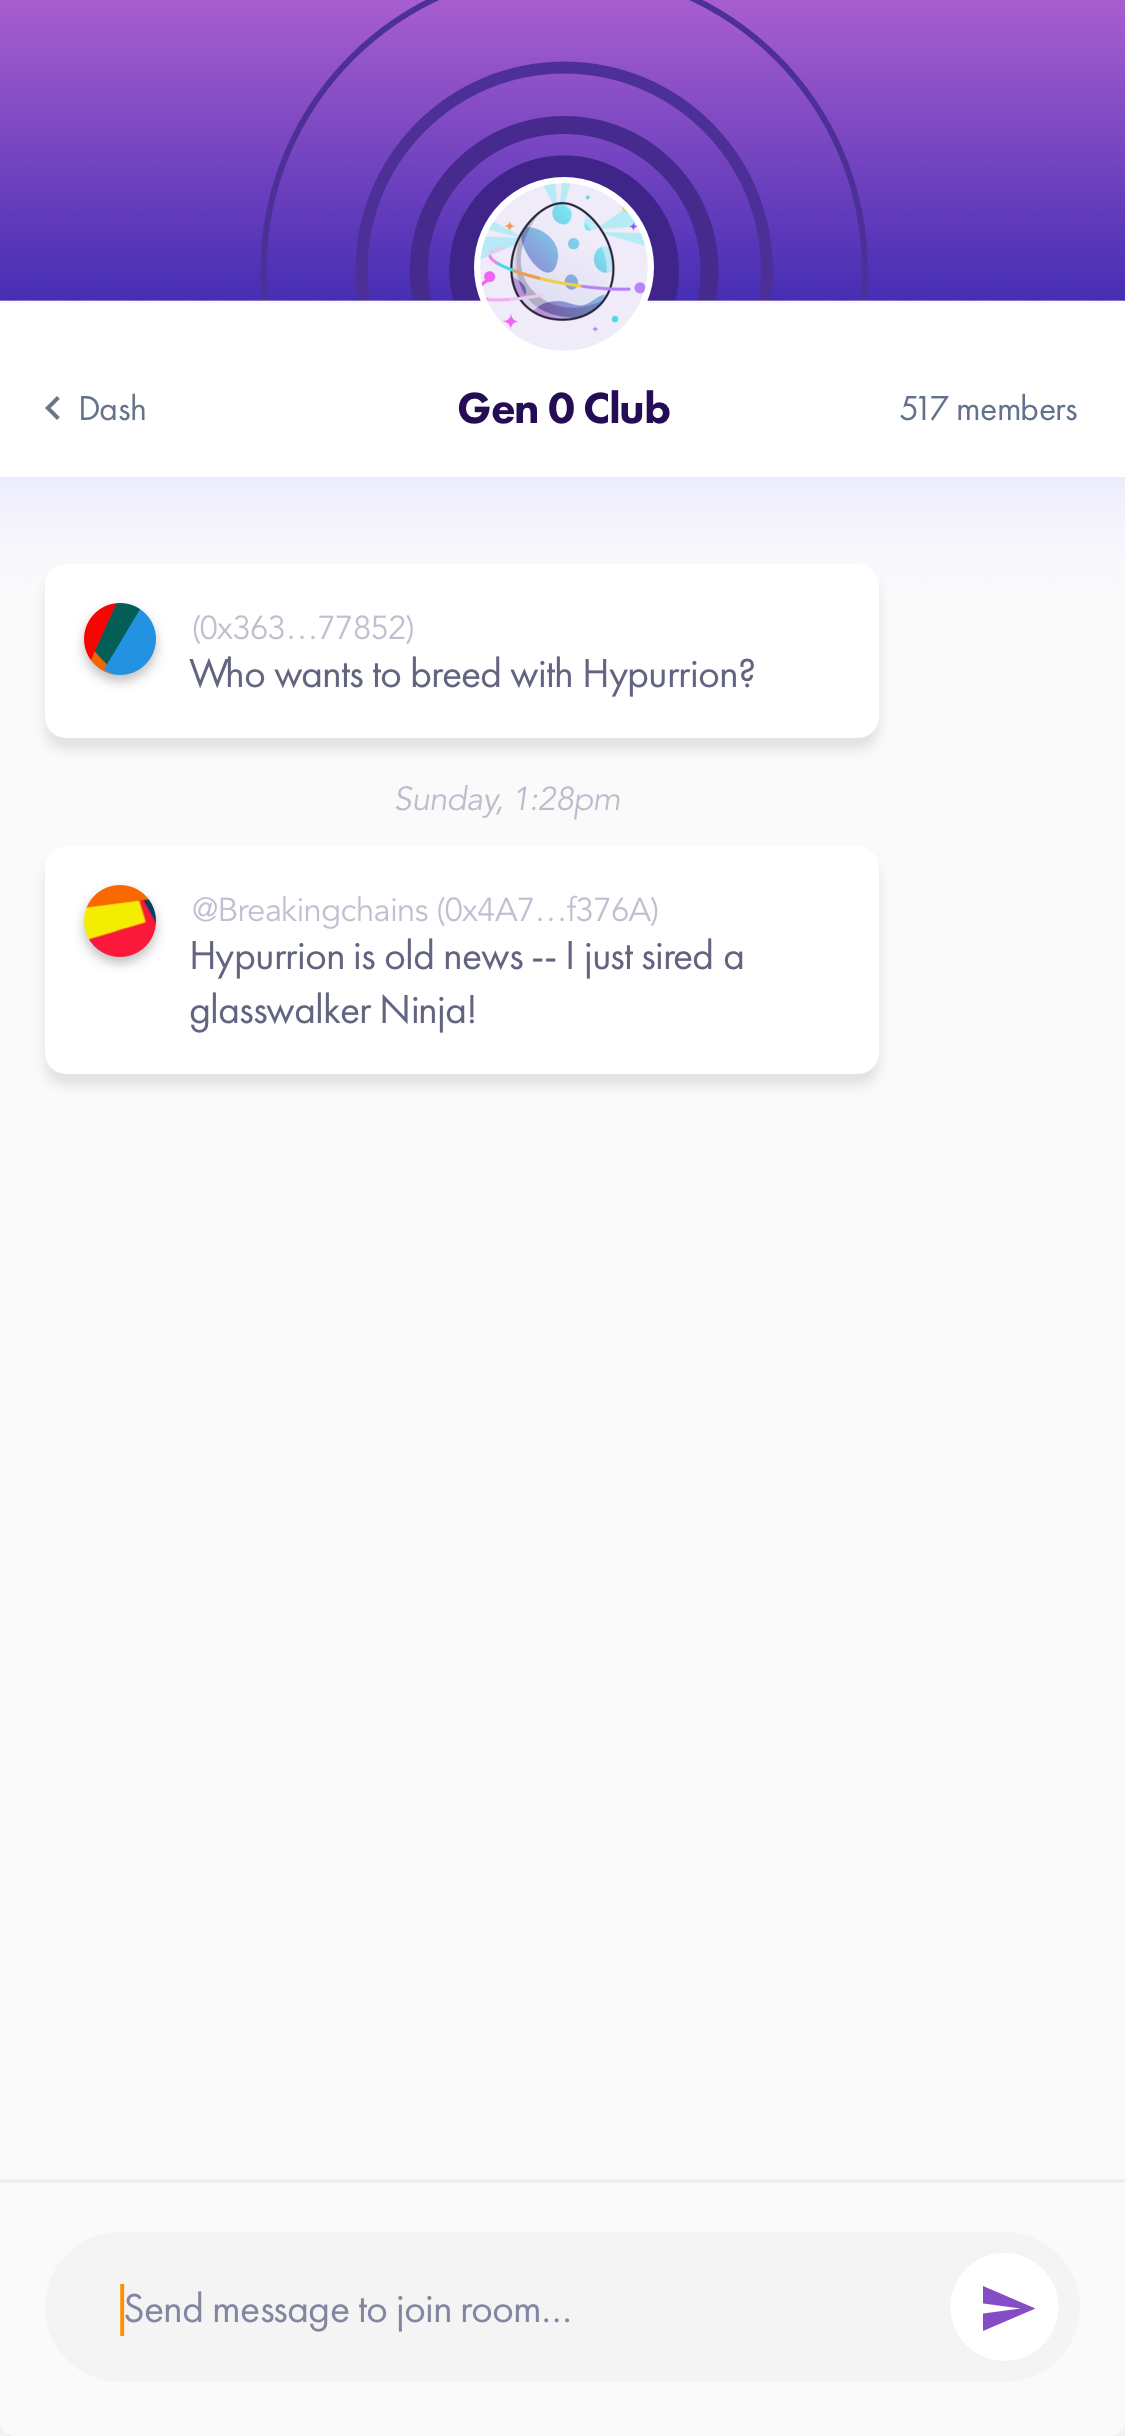 Dash
Gen 0 Club
517 members
(0x363...77852)
Who wants to breed with Hypurrion?
Sunday, 1:28pm
@Breakingchains (0x4A7...f376A)
Hypurrion is old news -- I just sired a
glasswalker Ninja!
Send message to join room...